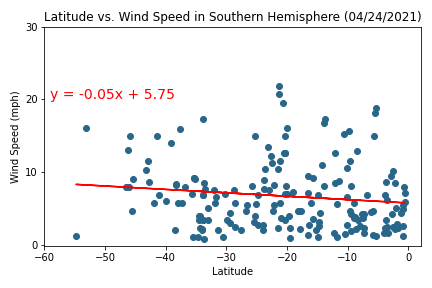 Latitude vs. Wind Speed in Southern Hemisphere (04/24/2021)
30
y = -0.05x + 5.75
20
Wind Speed (mph)
10
0
−60 −50 −40 −30 −20 −10 0
Latitude